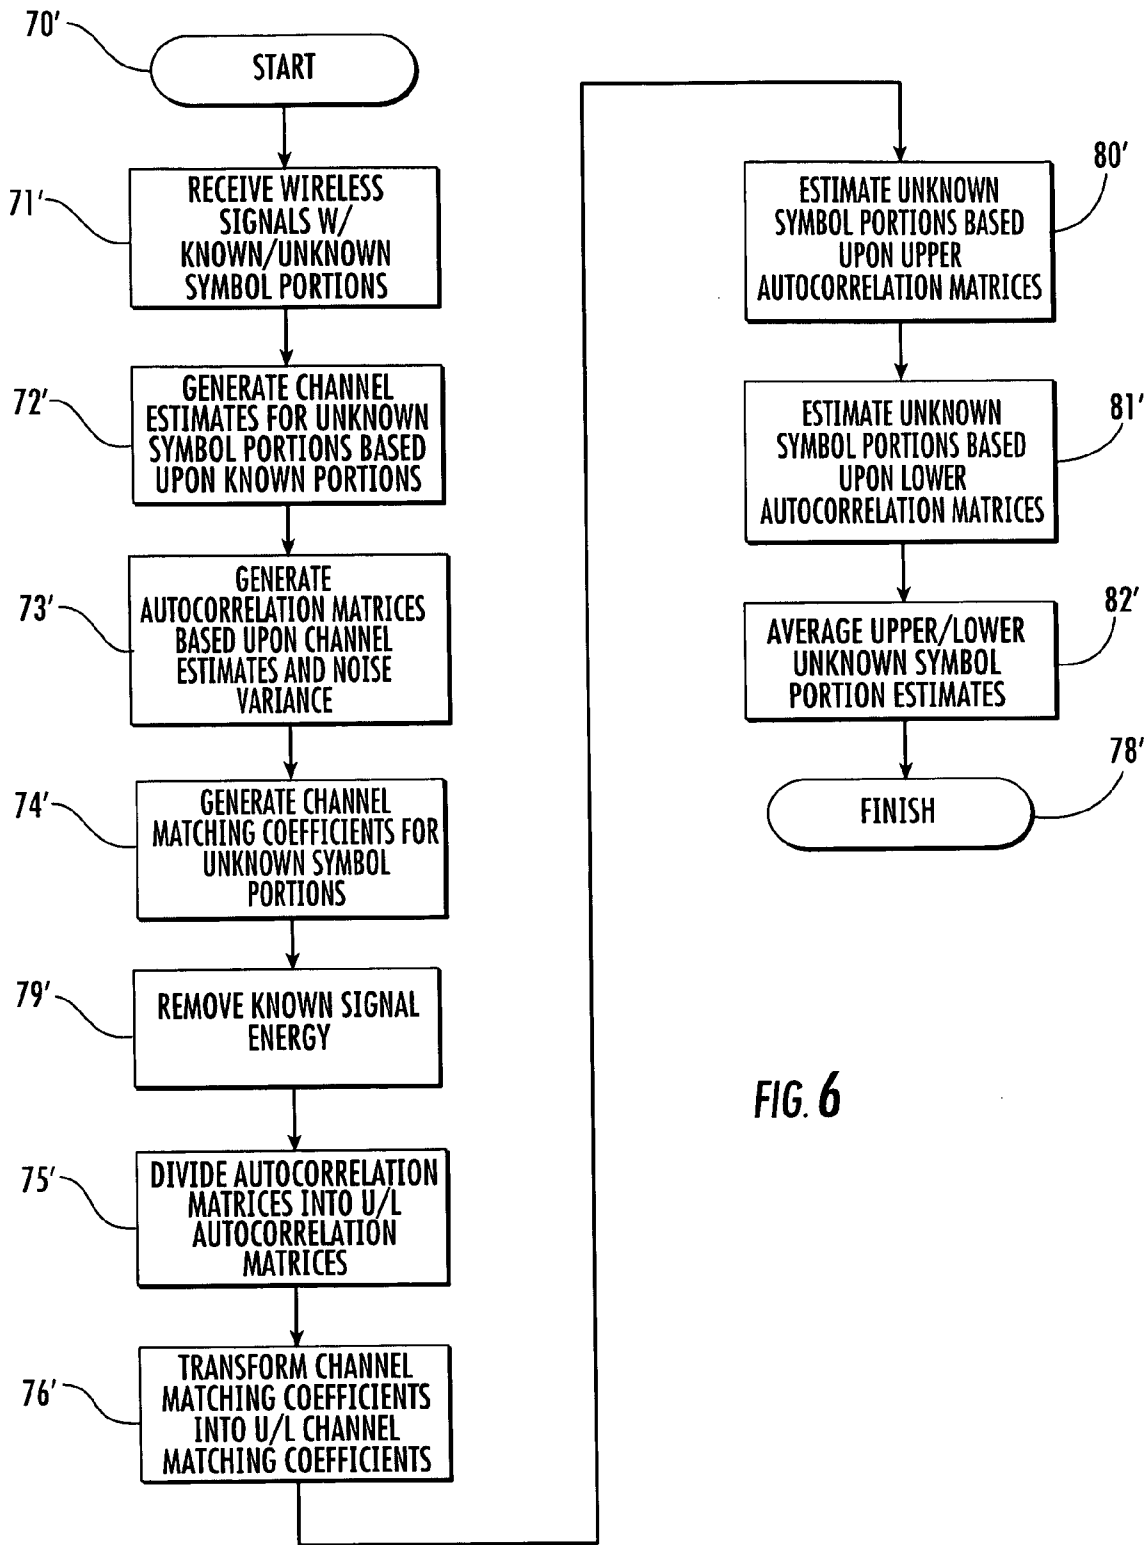 70'
START
71'
RECEIVE WIRELESS
SIGNALS W/
KNOWN/UNKNOWN
SYMBOL PORTIONS
72'
GENERATE CHANNEL
ESTIMATES FOR UNKNOWN
SYMBOL PORTIONS BASED
UPON KNOWN PORTIONS
73'
GENERATE
AUTOCORRELATION MATRICES
BASED UPON CHANNEL
ESTIMATES AND NOISE
VARIANCE
74'
GENERATE CHANNEL
MATCHING COEFFICIENTS FOR
UNKNOWN SYMBOL
PORTIONS
79'
REMOVE KNOWN SIGNAL
ENERGY
75'
DIVIDE AUTOCORRELATION
MATRICES INTO U/L
AUTOCORRELATION
MATRICES
76'
TRANSFORM CHANNEL
MATCHING COEFFICIENTS
INTO U/L CHANNEL
MATCHING COEFFICIENTS
80'
ESTIMATE UNKNOWN
SYMBOL PORTIONS BASED
UPON UPPER
AUTOCORRELATION MATRICES
81'
ESTIMATE UNKNOWN
SYMBOL PORTIONS BASED
UPON LOWER
AUTOCORRELATION MATRICES
82'
AVERAGE UPPER/LOWER
UNKNOWN SYMBOL
PORTION ESTIMATES
78'
FINISH
FIG. 6